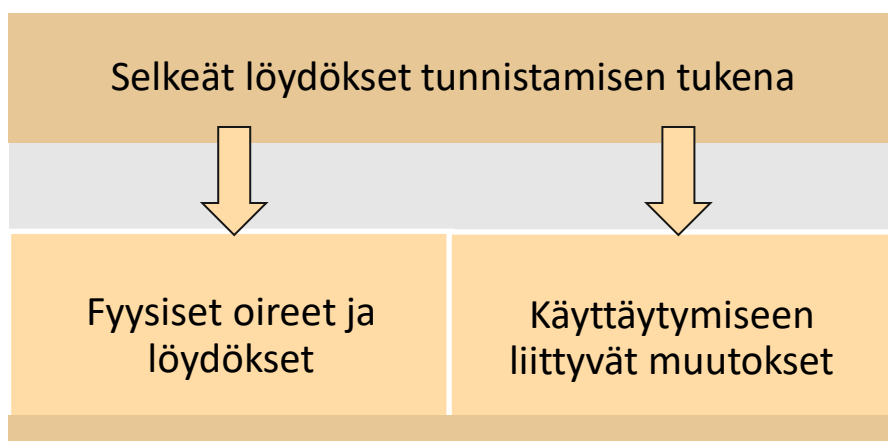 Selkeät löydökset tunnistamisen tukena
Fyysiset oireet ja
löydökset
Käyttäytymiseen
liittyvät muutokset